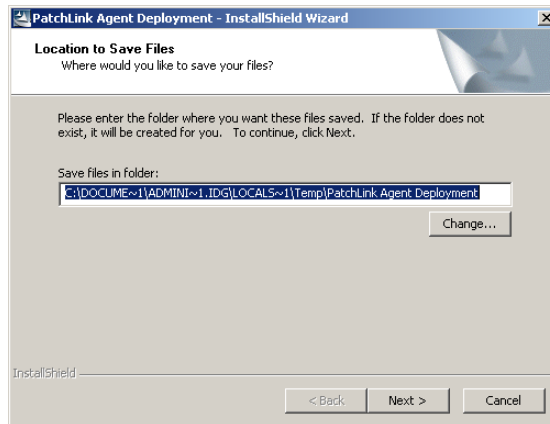 PatchLink Agent Deployment - InstallShield Wizard
Location to Save Files
Where would you like to save your files?
Please enter the folder where you want these files saved. If the folder does not
exist, it will be created for you. To continue, click Next.
Save files in folder:
C:\DOCUME~1\ADMINI~1.IDG\LOCALS~1\Temp\PatchLink Agent Deployment
Change...
InstallShield
< Back Next > Cancel